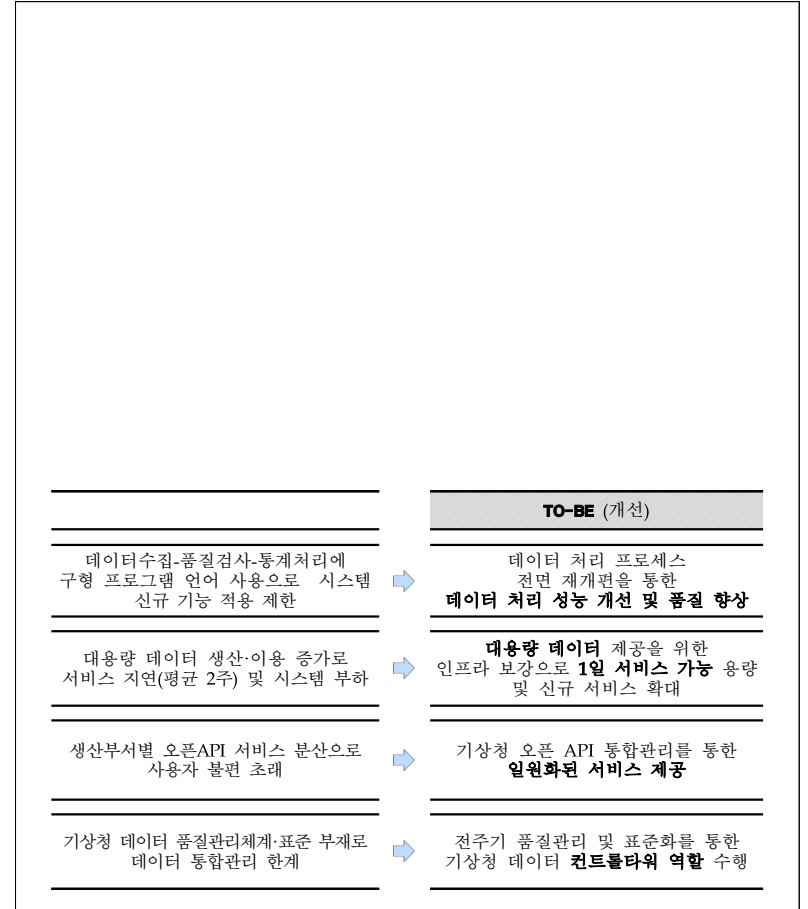 TO-BE (개선)
데이터수집-품질검사-통계처리에
구형 프로그램 언어 사용으로 시스템
신규 기능 적용 제한
데이터 처리 프로세스
전면 재개편을 통한
데이터 처리 성능 개선 및 품질 향상
대용량 데이터 생산·이용 증가로
서비스 지연(평균 2주) 및 시스템 부하
대용량 데이터 제공을 위한
인프라 보강으로 1일 서비스 가능 용량
및 신규 서비스 확대
생산부서별 오픈API 서비스 분산으로
사용자 불편 초래
기상청 오픈 API 통합관리를 통한
일원화된 서비스 제공
기상청 데이터 품질관리체계·표준 부재로
데이터 통합관리 한계
전주기 품질관리 및 표준화를 통한
기상청 데이터 컨트롤타워 역할 수행